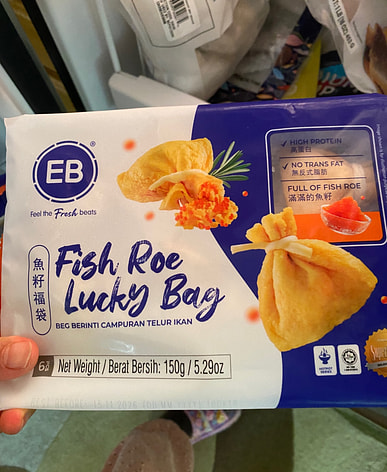 EB
®
Feel the Fresh beats
魚籽福袋
Fish Roe
Lucky Bag
BEG BERINTI CAMPURAN TELUR IKAN
HIGH PROTEIN
高蛋白
NO TRANS FAT
無反式脂肪
FULL OF FISH ROE
滿滿的魚籽
Net Weight / Berat Bersih: 150g / 5.29oz